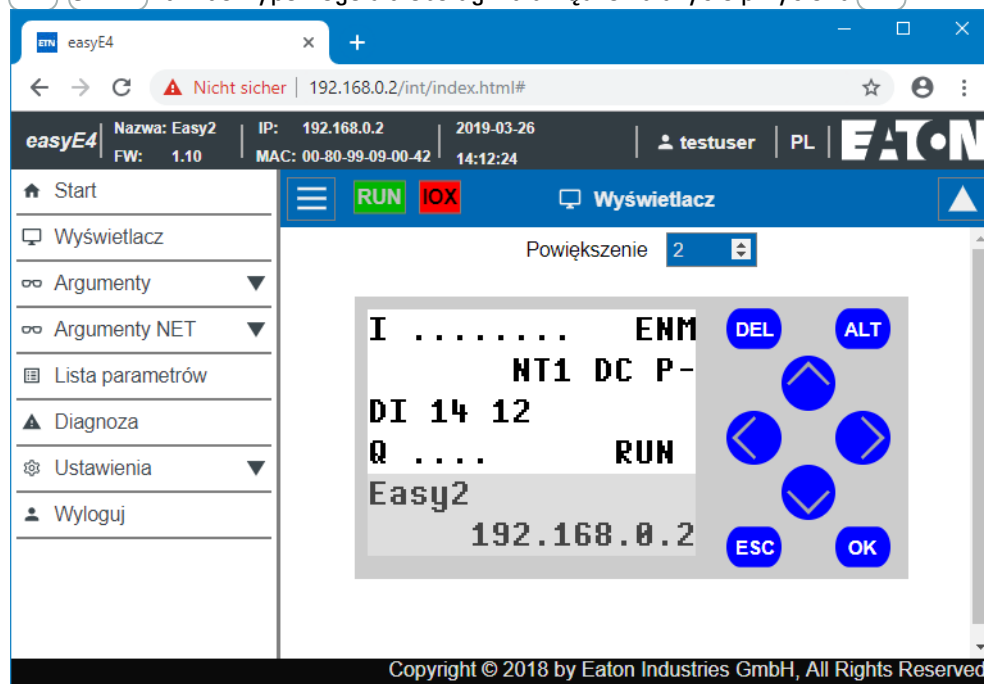 easyE4
Nicht sicher | 192.168.0.2/int/index.html#
easyE4 Nazwa: Easy2 IP: 192.168.0.2 2019-03-26 testuser PL EATON
FW: 1.10 MAC: 00-80-99-09-00-42 14:12:24
Start
RUN IOX Wyświetlacz
Wyświetlacz
Powiększenie 2
Argumenty
Argumenty NET
Lista parametrów
Diagnoza
Ustawienia
Wyloguj
I ........ ENM
NT1 DC P-
DI 14 12
Q .... RUN
Easy2
192.168.0.2
DEL ALT
ESC OK
Copyright © 2018 by Eaton Industries GmbH, All Rights Reserved